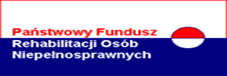 Państwowy Fundusz
Rehabilitacji Osób
Niepełnosprawnych